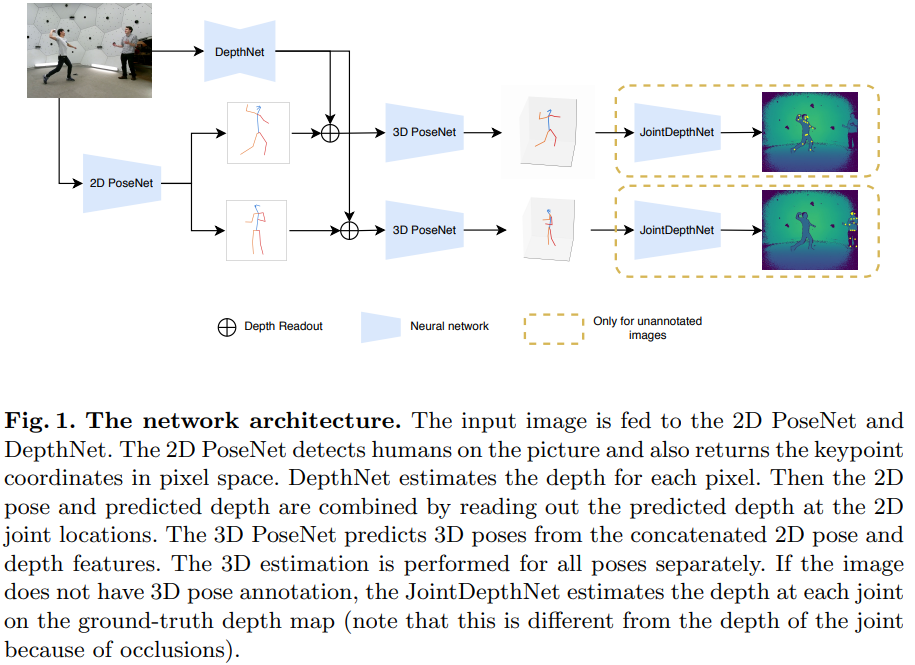 DepthNet
3D PoseNet
JointDepthNet
2D PoseNet
3D PoseNet
JointDepthNet
Depth Readout
Neural network
Only for unannotated
images
Fig. 1. The network architecture. The input image is fed to the 2D PoseNet and
DepthNet. The 2D PoseNet detects humans on the picture and also returns the keypoint
coordinates in pixel space. DepthNet estimates the depth for each pixel. Then the 2D
pose and predicted depth are combined by reading out the predicted depth at the 2D
joint locations. The 3D PoseNet predicts 3D poses from the concatenated 2D pose and
depth features. The 3D estimation is performed for all poses separately. If the image
does not have 3D pose annotation, the JointDepthNet estimates the depth at each joint
on the ground-truth depth map (note that this is different from the depth of the joint
because of occlusions).